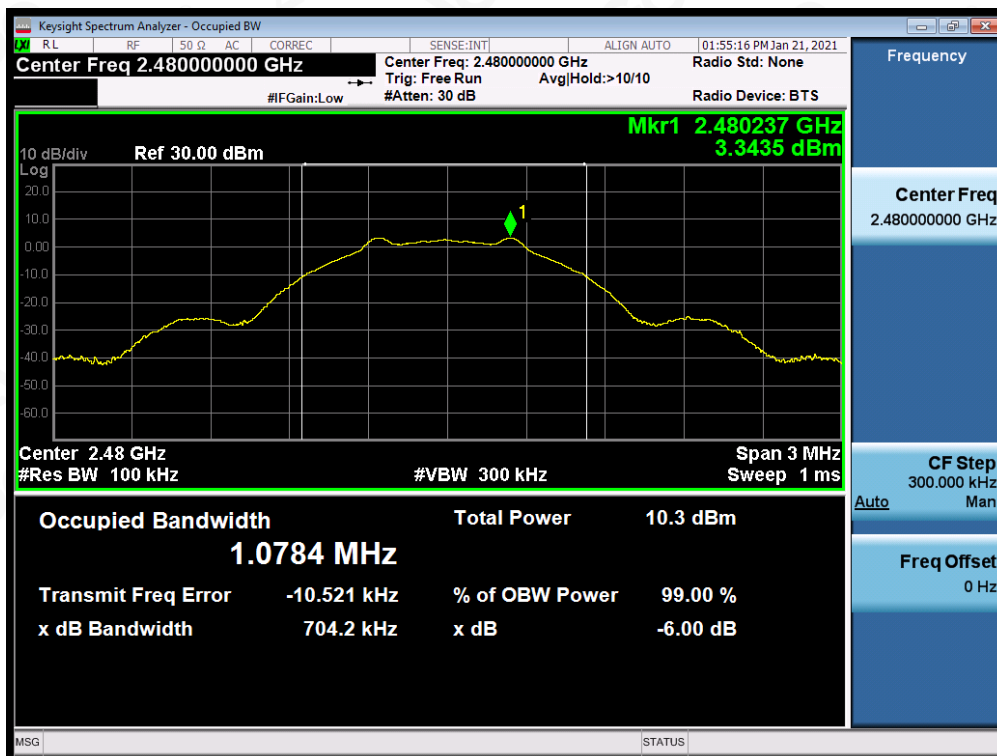 Keysight Spectrum Analyzer - Occupied BW
LXI RL RF 50 Ω AC CORREC SENSE:INT ALIGN AUTO 01:55:16 PM Jan 21, 2021
Center Freq 2.480000000 GHz
#IFGain:Low
Center Freq: 2.480000000 GHz
Trig: Free Run Avg|Hold:>10/10
#Atten: 30 dB
Radio Std: None
Radio Device: BTS
Mkr1 2.480237 GHz
3.3435 dBm
10 dB/div Ref 30.00 dBm
Log
20.0
10.0
0.00
-10.0
-20.0
-30.0
-40.0
-50.0
-60.0
1
Center 2.48 GHz Span 3 MHz
#Res BW 100 kHz #VBW 300 kHz Sweep 1 ms
Occupied Bandwidth Total Power 10.3 dBm
1.0784 MHz
Transmit Freq Error -10.521 kHz % of OBW Power 99.00 %
x dB Bandwidth 704.2 kHz x dB -6.00 dB
MSG STATUS
Frequency
Center Freq
2.480000000 GHz
CF Step
300.000 kHz
Auto Man
Freq Offset
0 Hz